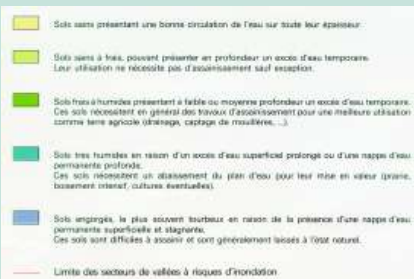 Sols sains présentant une bonne circulation de l'eau sur toute leur épaisseur.
Sols sains à frais, pouvant présenter en profondeur un excès d'eau temporaire.
Leur utilisation ne nécessite pas d'assainissement sauf exception.
Sols frais à humides présentant à faible ou moyenne profondeur un excès d'eau temporaire.
Ces sols nécessitent en général des travaux d'assainissement pour une meilleure utilisation
comme terre agricole (drainage, captage de mouillères, ...).
Sols très humides en raison d'un excès d'eau superficiel prolongé ou d'une nappe d'eau
permanente profonde.
Ces sols nécessitent un abaissement du plan d'eau pour leur mise en valeur (prairie,
boisement intensif, cultures éventuelles).
Sols engorgés, le plus souvent tourbeux en raison de la présence d'une nappe d'eau
permanente superficielle et stagnante.
Ces sols sont difficiles à assainir et sont généralement laissés à l'état naturel.
Limite des secteurs de vallées à risques d'inondation